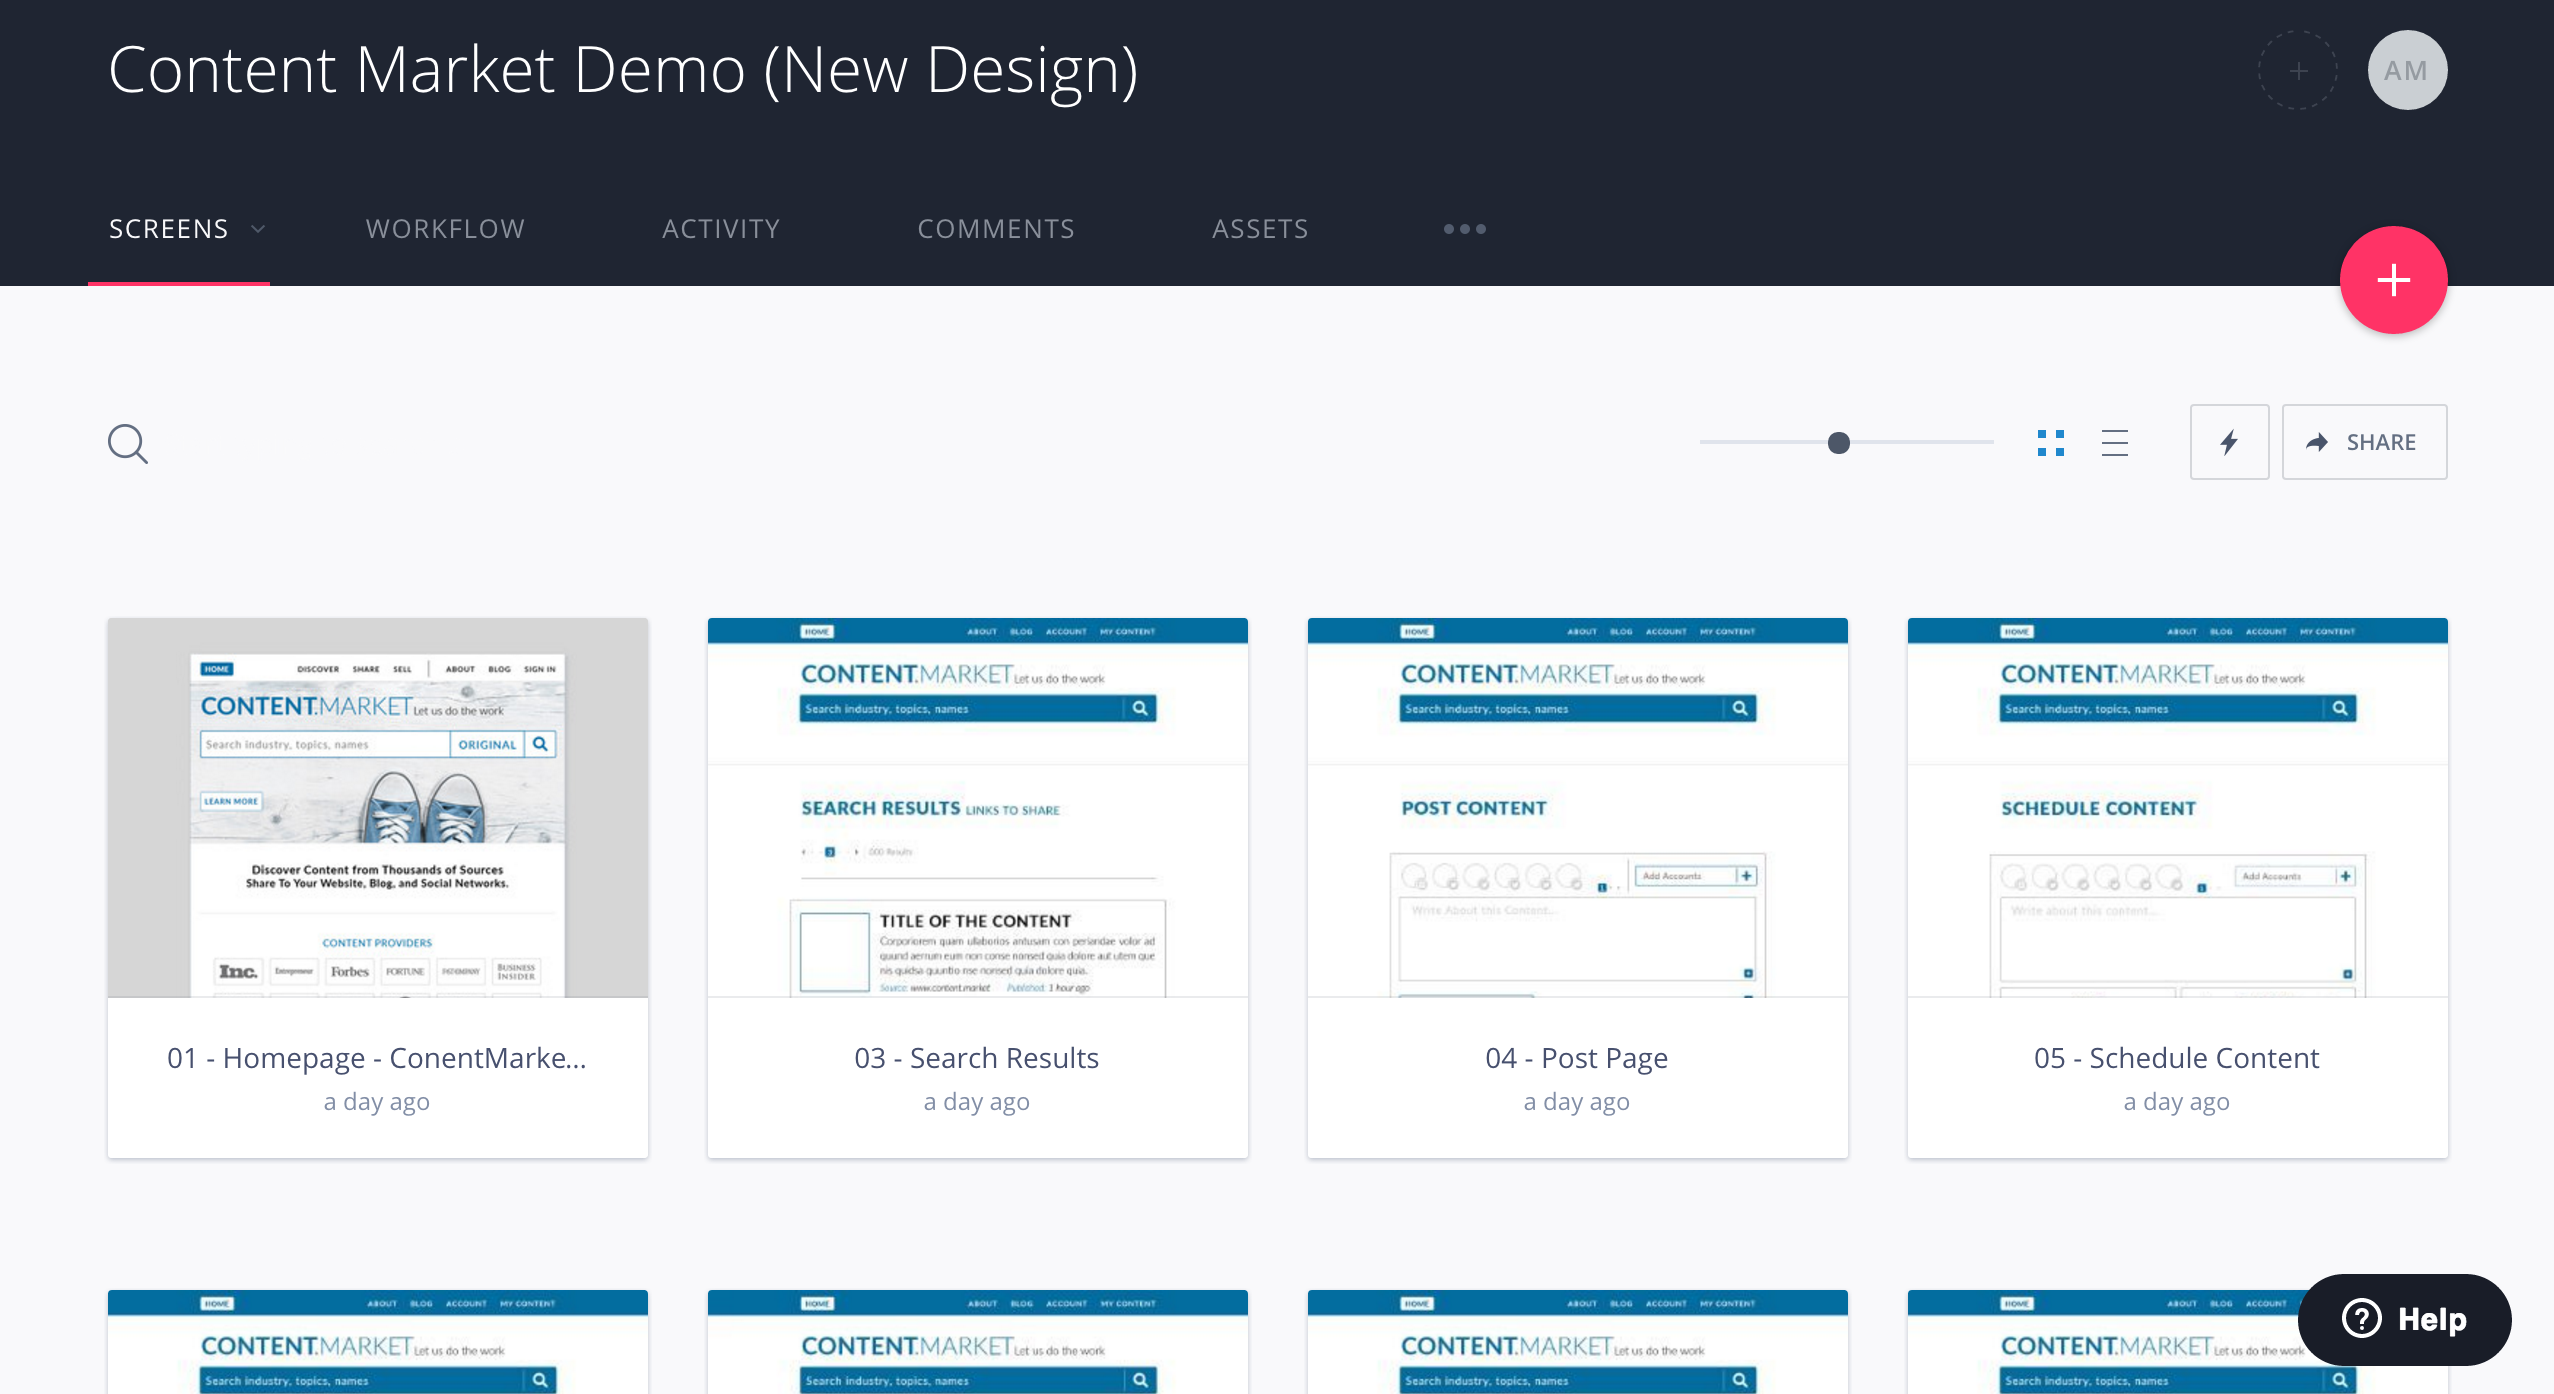 Content Market Demo (New Design)
AM
SCREENS
WORKFLOW
ACTIVITY
COMMENTS
ASSETS
SHARE
HOME DISCOVER SHARE SELL ABOUT BLOG SIGN IN
CONTENT.MARKET Let us do the work
Search industry, topics, names ORIGINAL
LEARN MORE
Discover Content from Thousands of Sources
Share To Your Website, Blog, and Social Networks.
CONTENT PROVIDERS
Inc. Entrepreneur Forbes FORTUNE FAST COMPANY BUSINESS INSIDER
01 - Homepage - ConentMarke...
a day ago
HOME ABOUT BLOG ACCOUNT MY CONTENT
CONTENT.MARKET Let us do the work
Search industry, topics, names
SEARCH RESULTS LINKS TO SHARE
000 Results
TITLE OF THE CONTENT
Corporiorem quam ullaborios antusam con periandae volor ad
quund aerrum eum non conse nonsed quia dolore aut utem que
nis quidsa quuntio nse nonsed quia dolore quia.
Source: www.content.market Published: 1 hour ago
03 - Search Results
a day ago
HOME ABOUT BLOG ACCOUNT MY CONTENT
CONTENT.MARKET Let us do the work
Search industry, topics, names
POST CONTENT
Add Accounts
Write About this Content...
04 - Post Page
a day ago
HOME ABOUT BLOG ACCOUNT MY CONTENT
CONTENT.MARKET Let us do the work
Search industry, topics, names
SCHEDULE CONTENT
Add Accounts
Write about this content...
05 - Schedule Content
a day ago
HOME ABOUT BLOG ACCOUNT MY CONTENT
CONTENT.MARKET Let us do the work
Search industry, topics, names
HOME ABOUT BLOG ACCOUNT MY CONTENT
CONTENT.MARKET Let us do the work
Search industry, topics, names
HOME ABOUT BLOG ACCOUNT MY CONTENT
CONTENT.MARKET Let us do the work
Search industry, topics, names
HOME ABOUT BLOG ACCOUNT
CONTENT.MARKET Let us do the work
Search industry, topics, names
Help